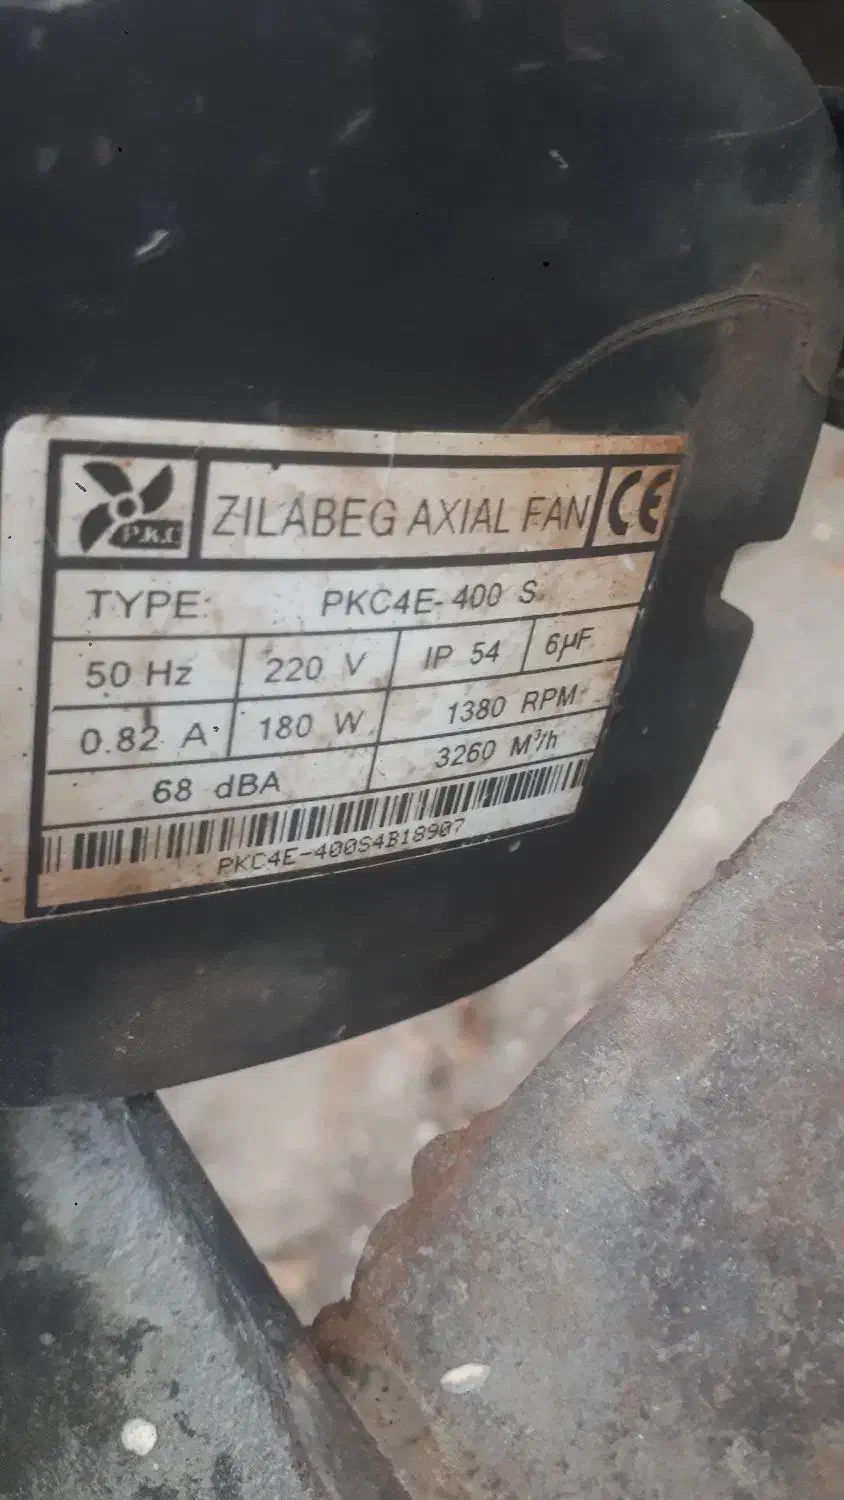 P.K.C ZILABEG AXIAL FAN CE
TYPE: PKC4E-400 S
50 Hz 220 V IP 54 6µF
0.82 A 180 W 1380 RPM
68 dBA 3260 M³/h
PKC4E-400S4B18907